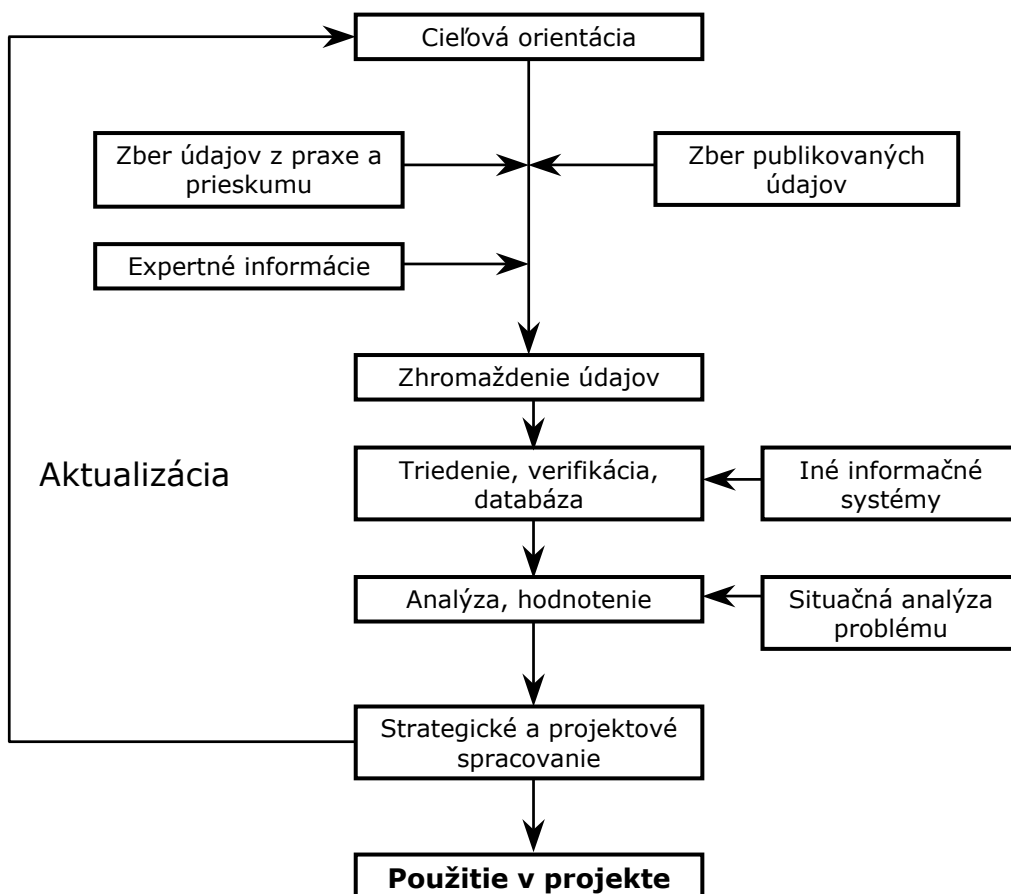 Cieľová orientácia
Zber údajov z praxe a
prieskumu
Zber publikovaných
údajov
Expertné informácie
Zhromaždenie údajov
Aktualizácia
Triedenie, verifikácia,
databáza
Iné informačné
systémy
Analýza, hodnotenie
Situačná analýza
problému
Strategické a projektové
spracovanie
Použitie v projekte